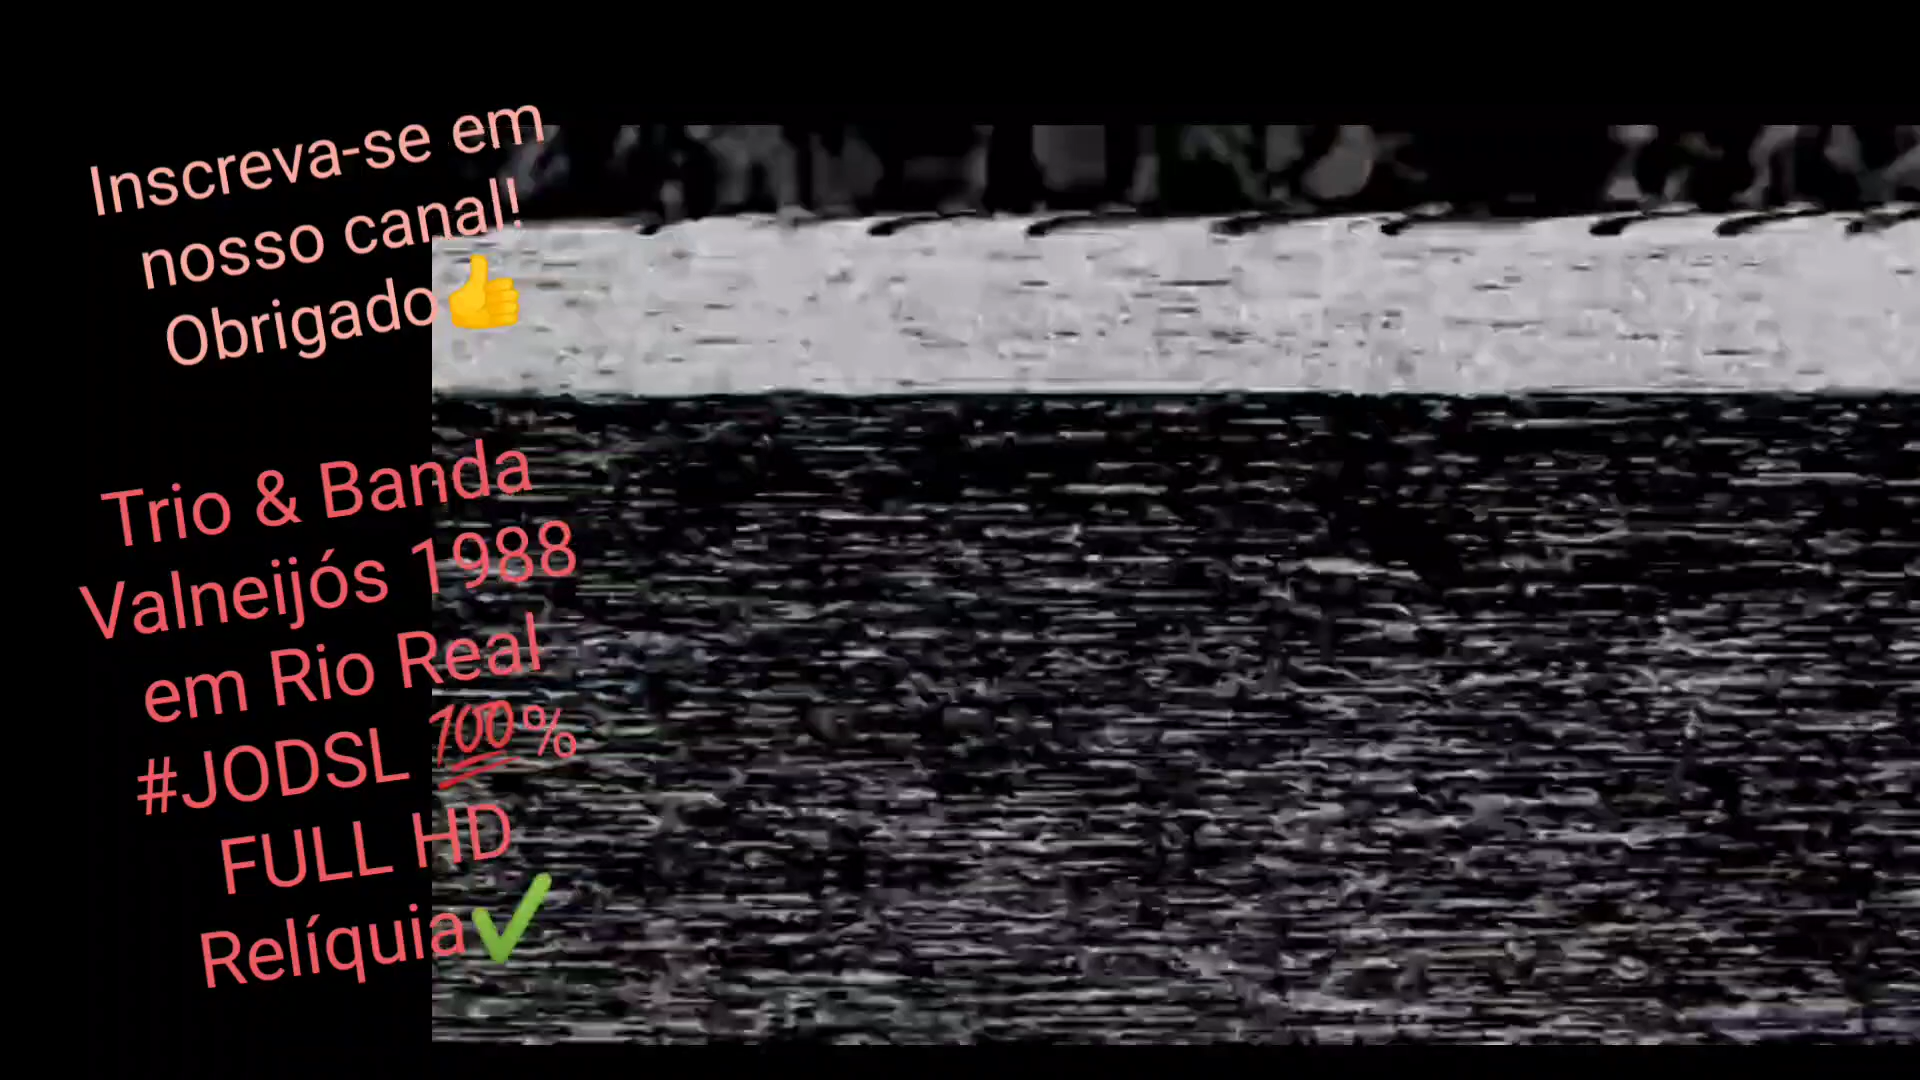 Inscreva-se em
nosso canal!
Obrigado👍
Trio & Banda
Valneijós 1988
em Rio Real
#JODSL 💯%
FULL HD
Relíquia✔